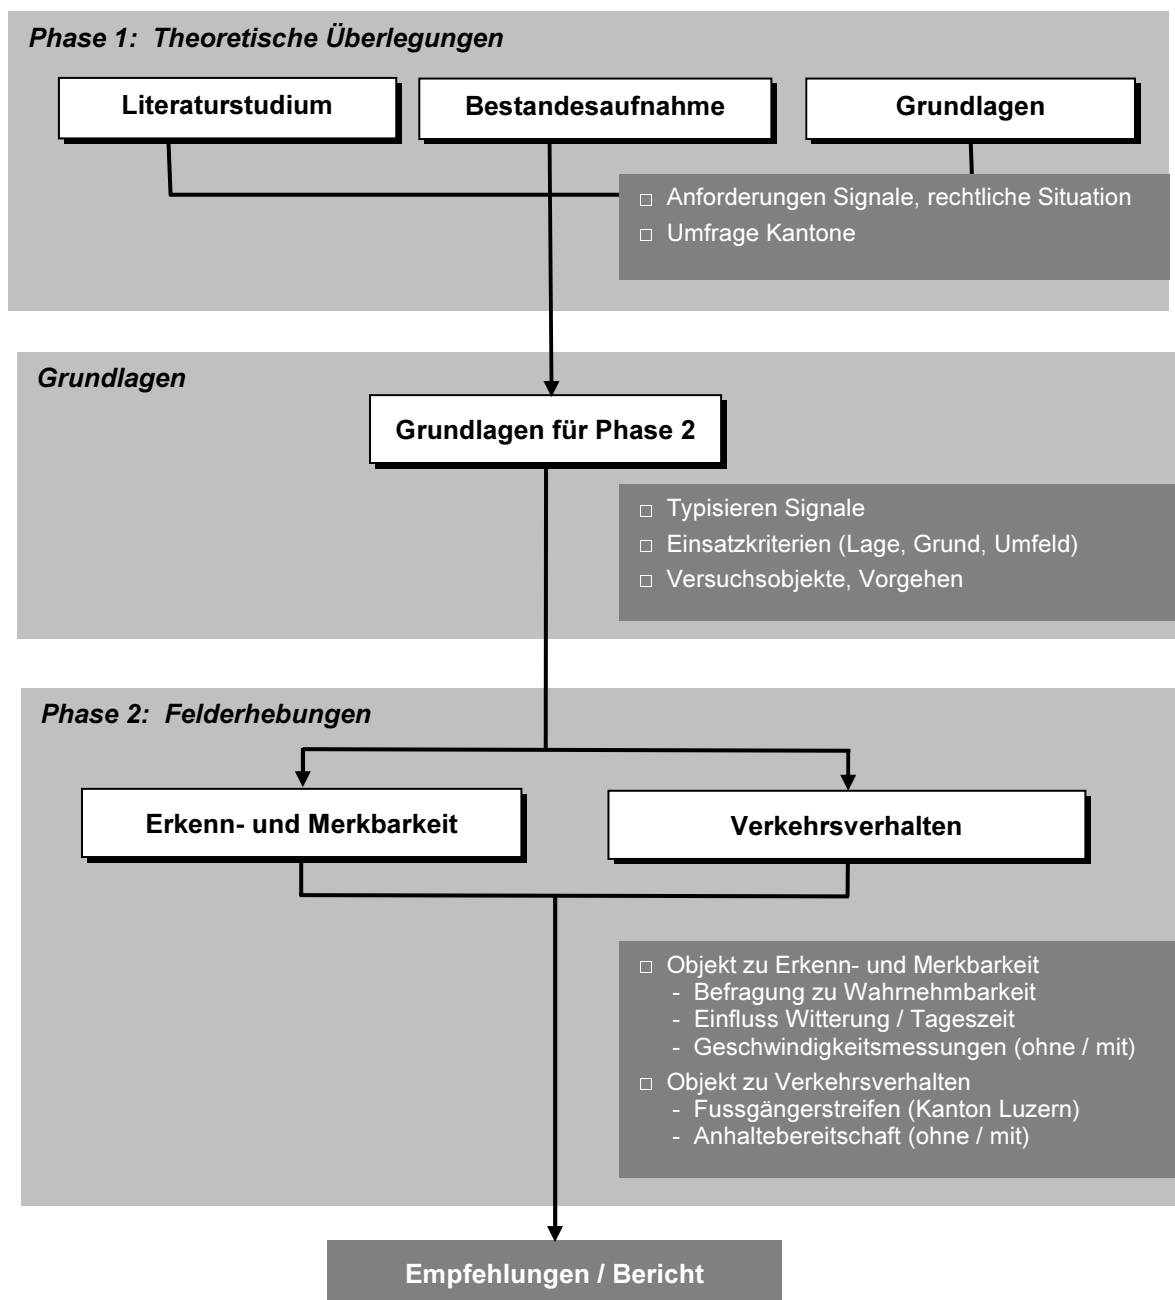 Phase 1: Theoretische Überlegungen
Literaturstudium
Bestandesaufnahme
Grundlagen
□ Anforderungen Signale, rechtliche Situation
□ Umfrage Kantone
Grundlagen
Grundlagen für Phase 2
□ Typisieren Signale
□ Einsatzkriterien (Lage, Grund, Umfeld)
□ Versuchsobjekte, Vorgehen
Phase 2: Felderhebungen
Erkenn- und Merkbarkeit
Verkehrsverhalten
□ Objekt zu Erkenn- und Merkbarkeit
- Befragung zu Wahrnehmbarkeit
- Einfluss Witterung / Tageszeit
- Geschwindigkeitsmessungen (ohne / mit)
□ Objekt zu Verkehrsverhalten
- Fussgängerstreifen (Kanton Luzern)
- Anhaltebereitschaft (ohne / mit)
Empfehlungen / Bericht